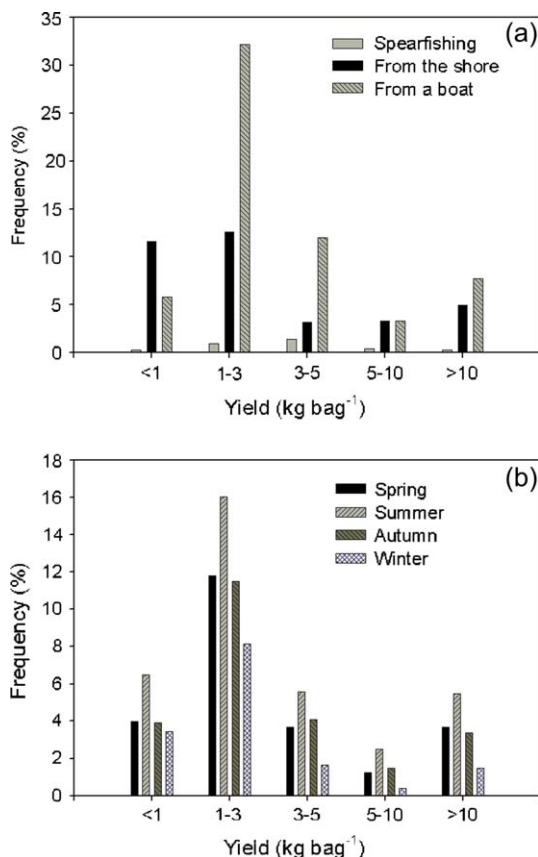 (a)
Spearfishing
From the shore
From a boat
35
30
25
20
15
10
5
0
Frequency (%)
<1 1-3 3-5 5-10 >10
Yield (kg bag⁻¹)
(b)
Spring
Summer
Autumn
Winter
18
16
14
12
10
8
6
4
2
0
Frequency (%)
<1 1-3 3-5 5-10 >10
Yield (kg bag⁻¹)